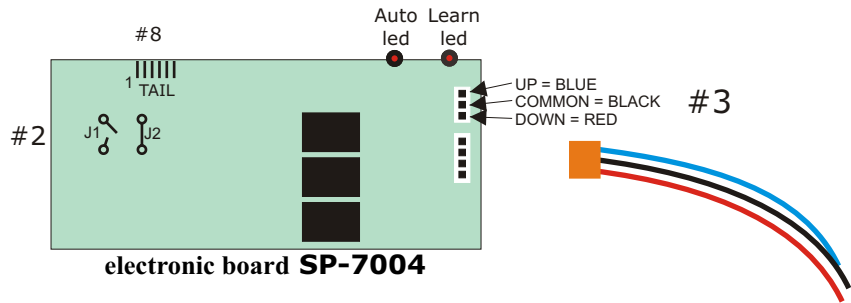 Auto Learn
led led
#8
1 TAIL
UP = BLUE
COMMON = BLACK
DOWN = RED
#3
#2
J1 J2
electronic board SP-7004